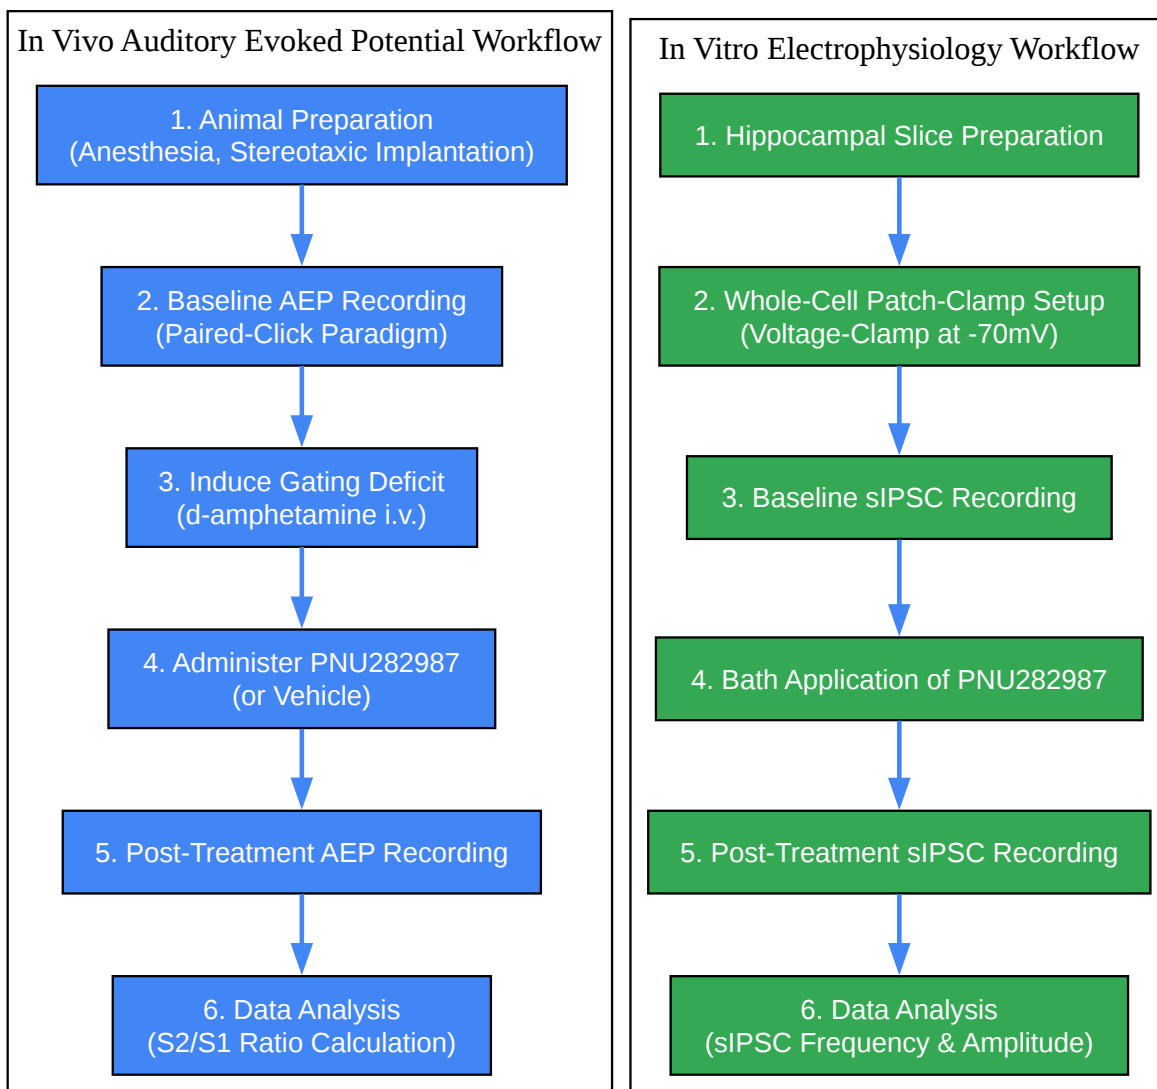 In Vivo Auditory Evoked Potential Workflow
1. Animal Preparation
(Anesthesia, Stereotaxic Implantation)
2. Baseline AEP Recording
(Paired-Click Paradigm)
3. Induce Gating Deficit
(d-amphetamine i.v.)
4. Administer PNU282987
(or Vehicle)
5. Post-Treatment AEP Recording
6. Data Analysis
(S2/S1 Ratio Calculation)
In Vitro Electrophysiology Workflow
1. Hippocampal Slice Preparation
2. Whole-Cell Patch-Clamp Setup
(Voltage-Clamp at -70mV)
3. Baseline sIPSC Recording
4. Bath Application of PNU282987
5. Post-Treatment sIPSC Recording
6. Data Analysis
(sIPSC Frequency & Amplitude)